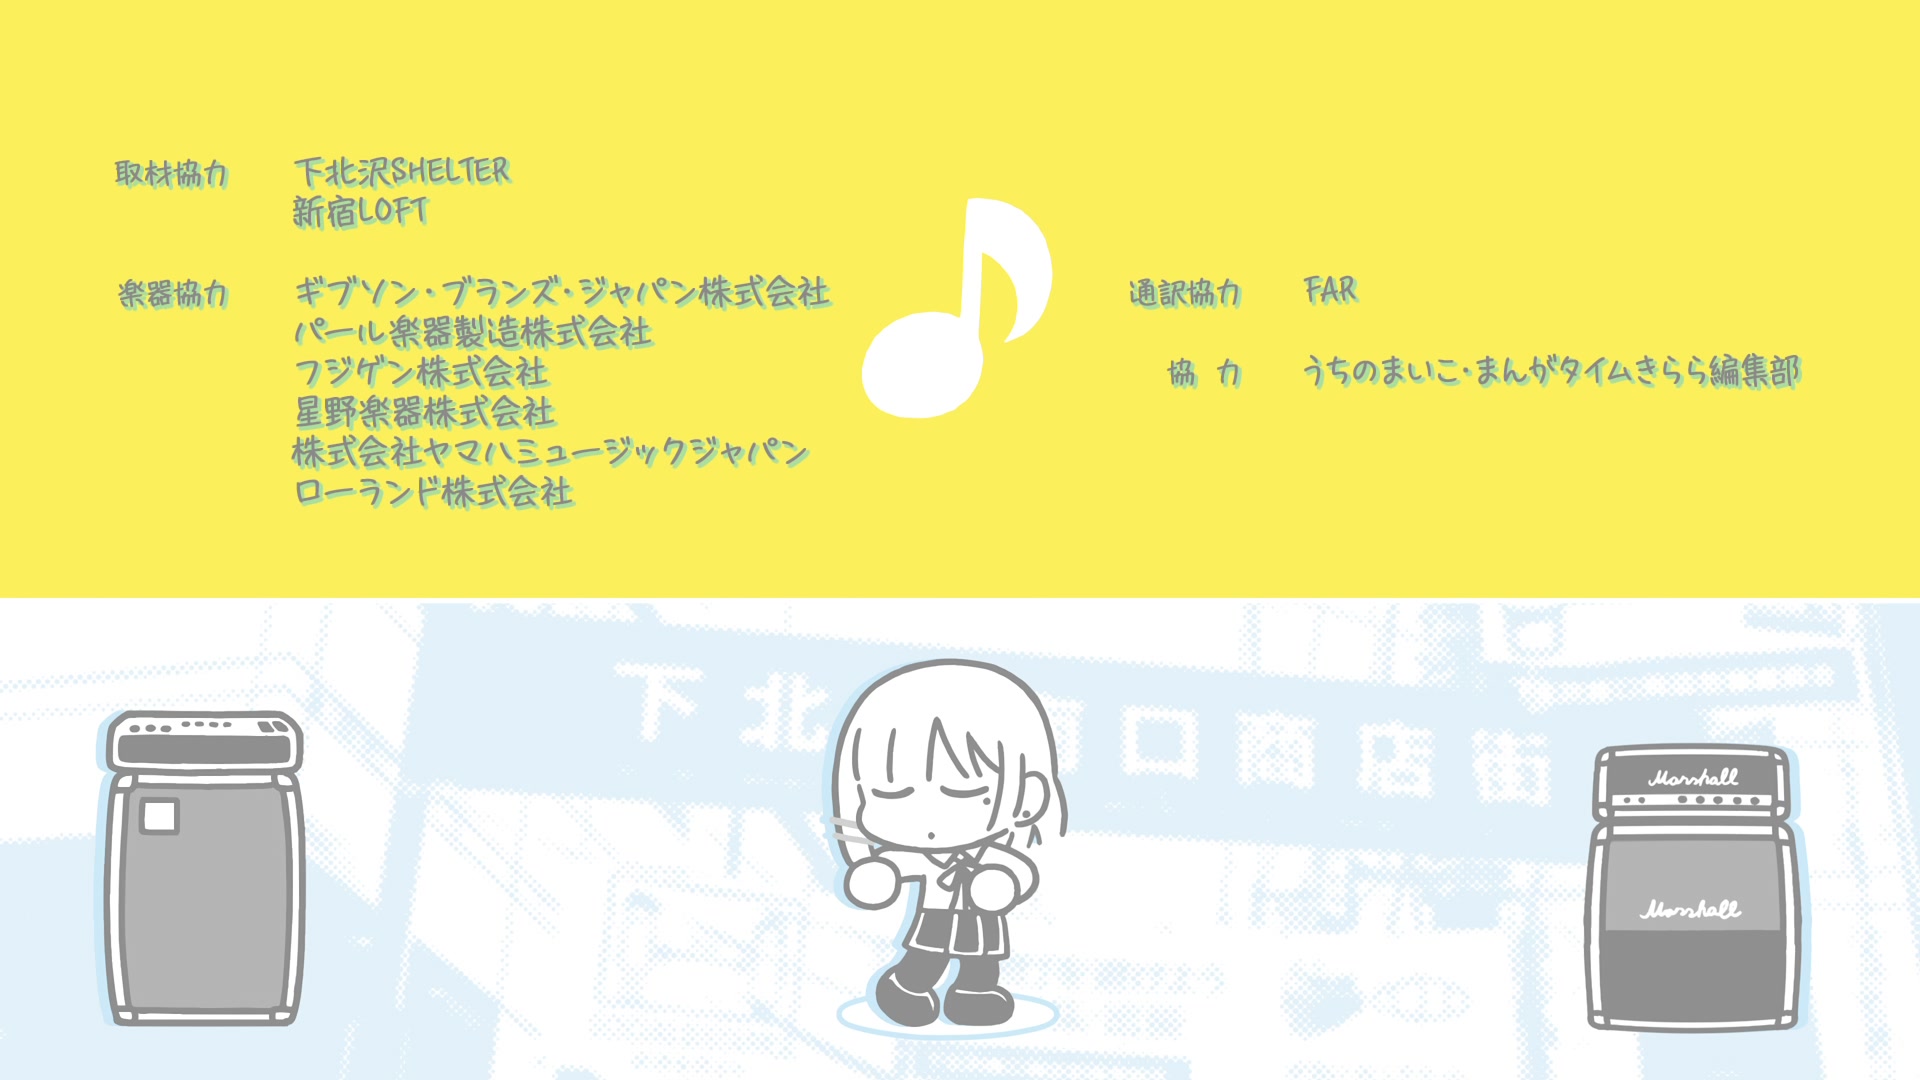 取材協力 下北沢SHELTER
新宿LOFT
楽器協力 ギブソン・ブランズ・ジャパン株式会社
パール楽器製造株式会社
フジゲン株式会社
星野楽器株式会社
株式会社ヤマハミュージックジャパン
ローランド株式会社
通訳協力 FAR
協 力 うちのまいこ・まんがタイムきらら編集部
下北 口商店街
Marshall
Marshall